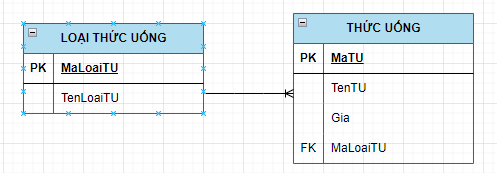 LOẠI THỨC UỐNG
PK MaLoaiTU
TenLoaiTU
THỨC UỐNG
PK MaTU
TenTU
Gia
FK MaLoaiTU